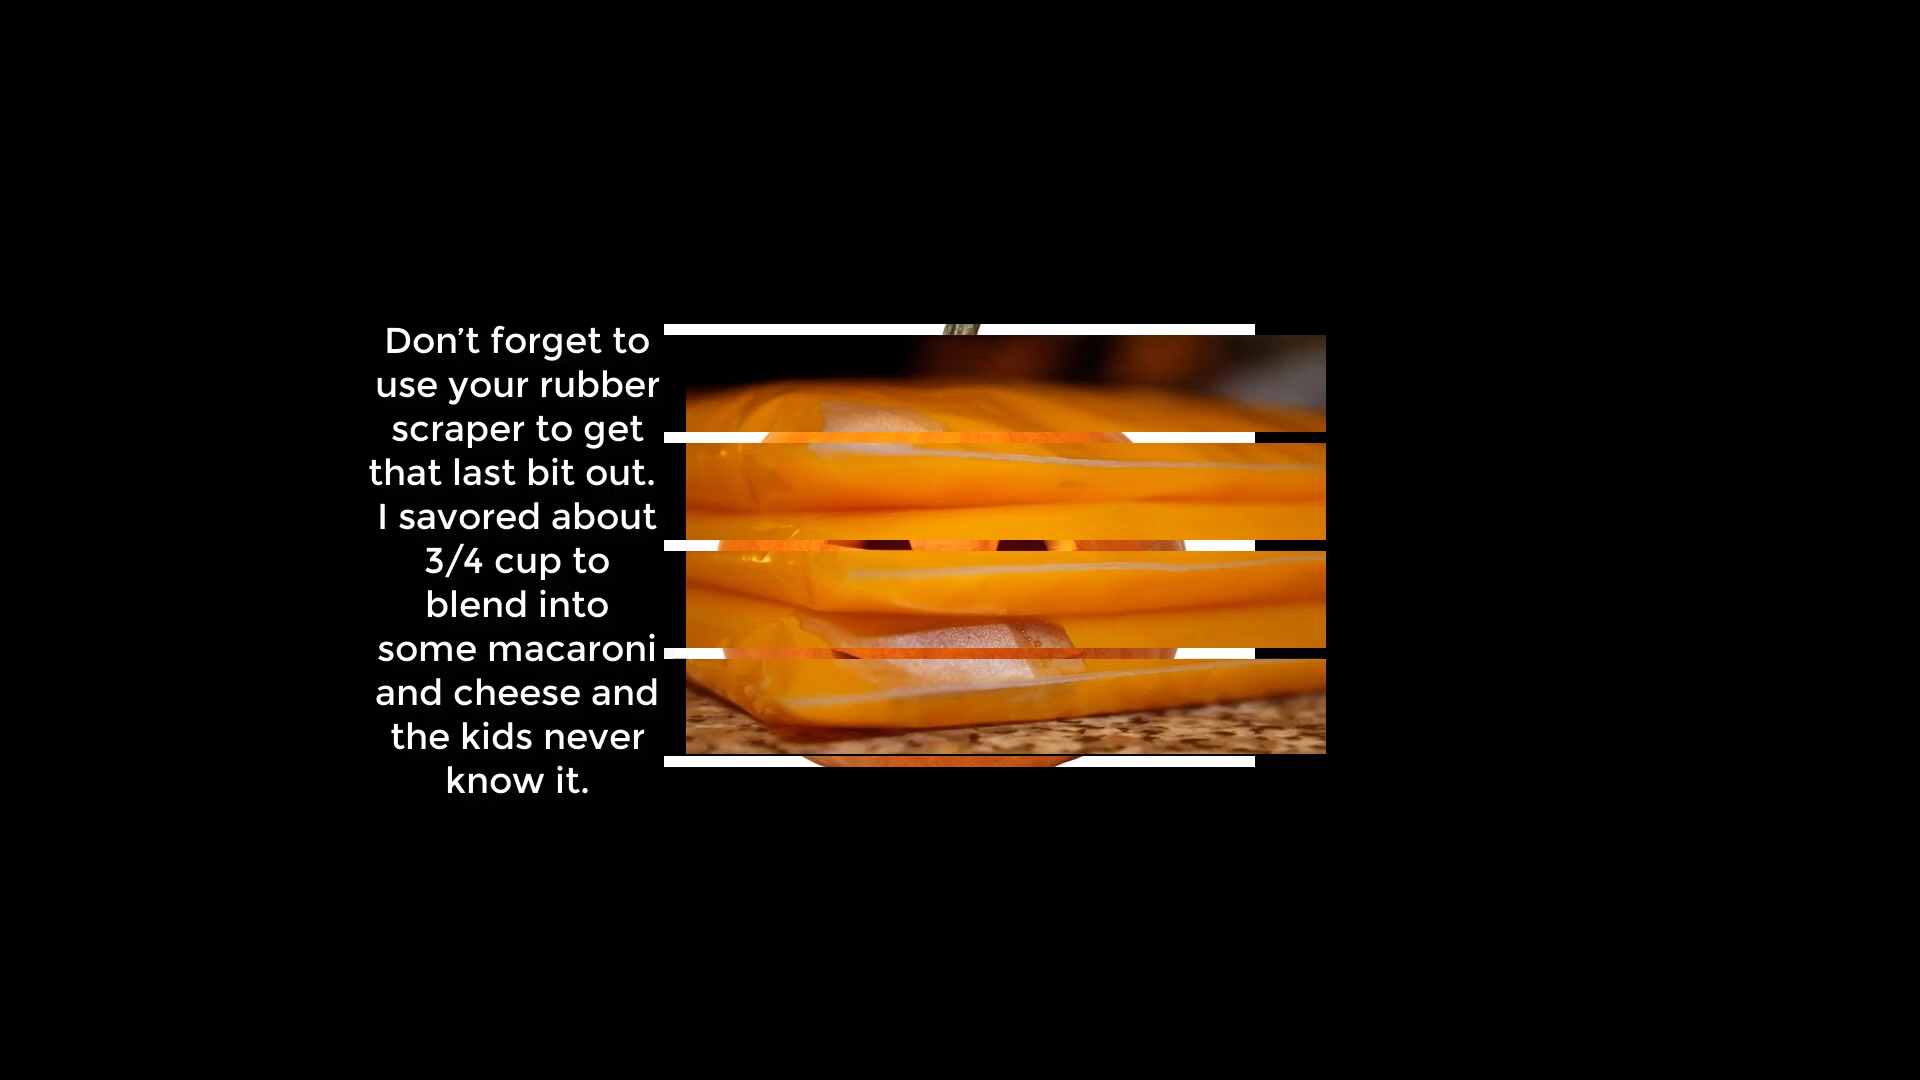 Don’t forget to
use your rubber
scraper to get
that last bit out.
I savored about
3/4 cup to
blend into
some macaroni
and cheese and
the kids never
know it.